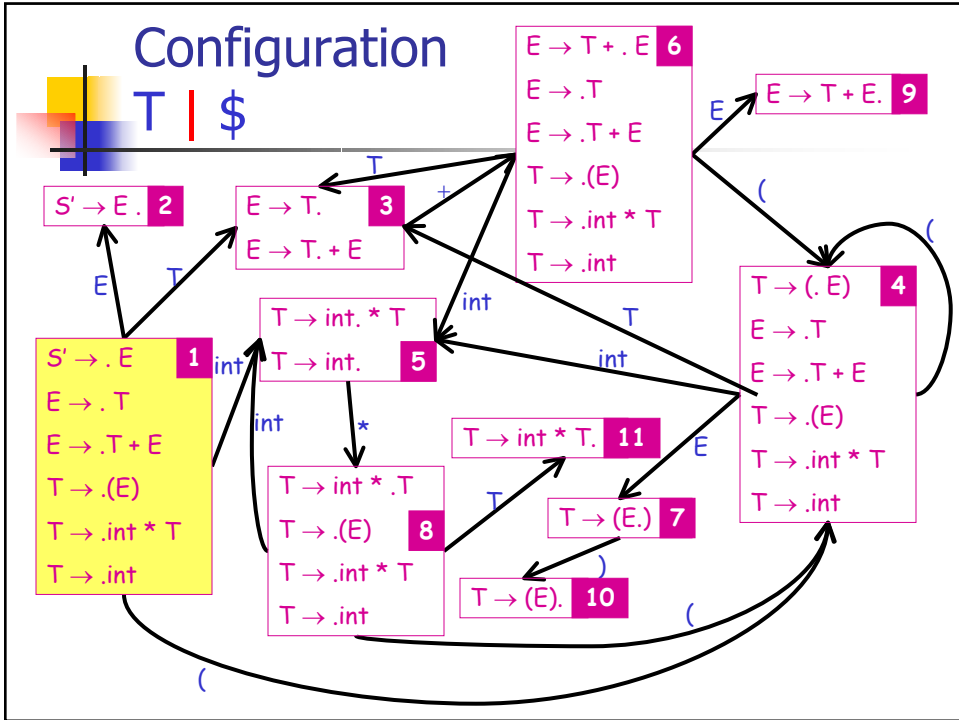 Configuration
T | $
E → T + . E 6
E → .T
E → .T + E
T → .(E)
T → .int * T
T → .int
E
E → T + E. 9
T
+
(
(
S' → E . 2
E → T. 3
E → T. + E
E
T
int
T
T → (. E) 4
E → .T
E → .T + E
T → .(E)
T → .int * T
T → .int
T → int. * T
T → int. 5
int
S' → . E 1
E → . T
E → .T + E
T → .(E)
T → .int * T
T → .int
int
int
*
T → int * T. 11
E
T → int * .T
T → .(E) 8
T → .int * T
T → .int
T
T → (E.) 7
)
T → (E). 10
(
(